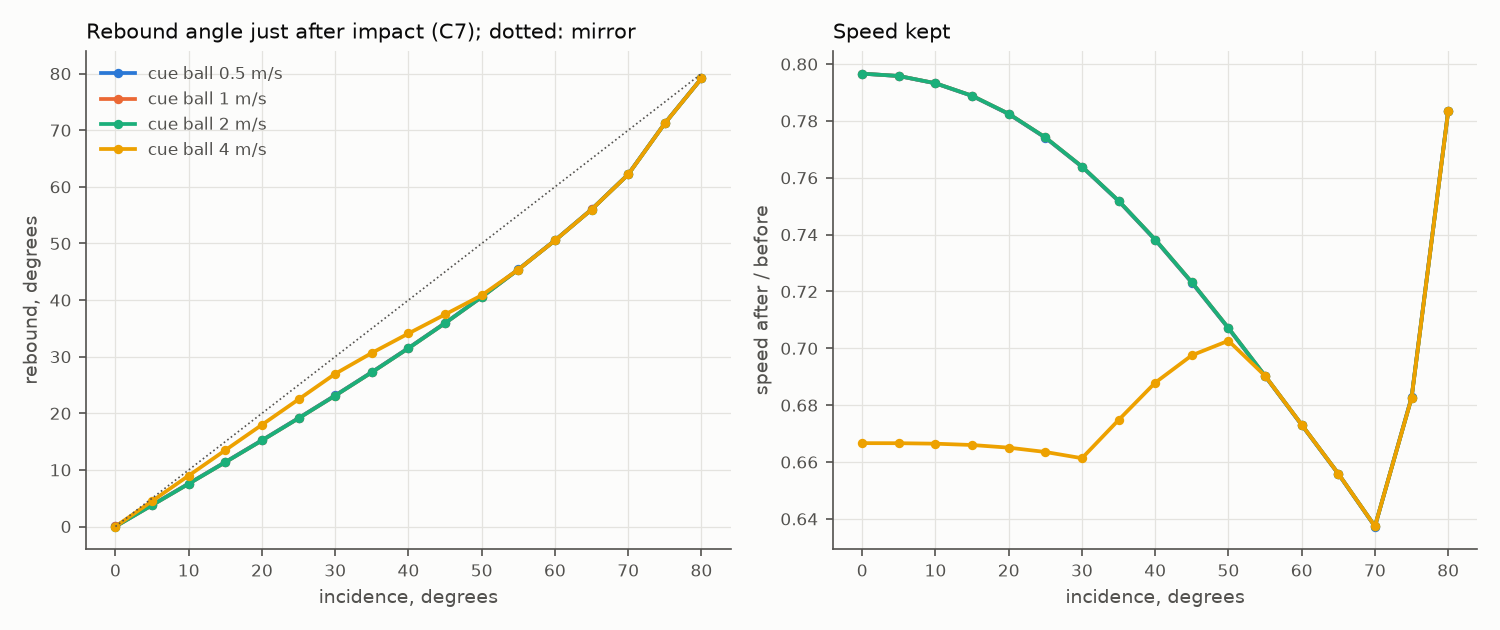 Rebound angle just after impact (C7); dotted: mirror
cue ball 0.5 m/s
cue ball 1 m/s
cue ball 2 m/s
cue ball 4 m/s
80
70
60
50
40
30
20
10
0
rebound, degrees
0 10 20 30 40 50 60 70 80
incidence, degrees
Speed kept
0.80
0.78
0.76
0.74
0.72
0.70
0.68
0.66
0.64
speed after / before
0 10 20 30 40 50 60 70 80
incidence, degrees